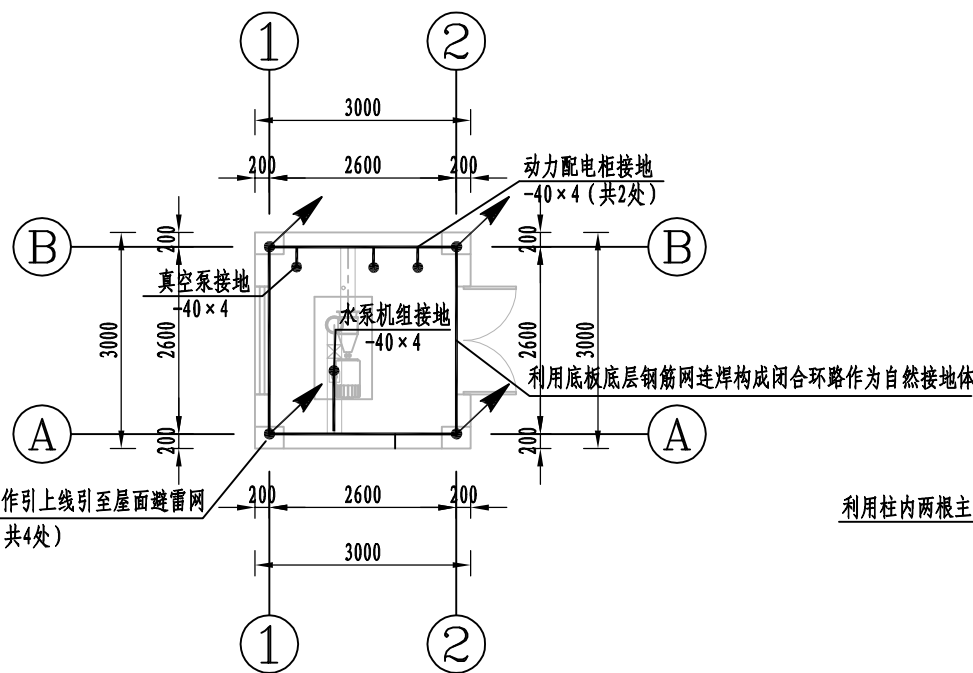 1
2
3000
200
2600
200
动力配电柜接地
-40×4（共2处）
B
B
200
200
真空泵接地
-40×4
水泵机组接地
-40×4
3000
2600
2600
3000
利用底板底层钢筋网连焊构成闭合环路作为自然接地体
A
A
200
200
作引上线引至屋面避雷网
共4处）
200
2600
200
利用柱内两根主
3000
1
2